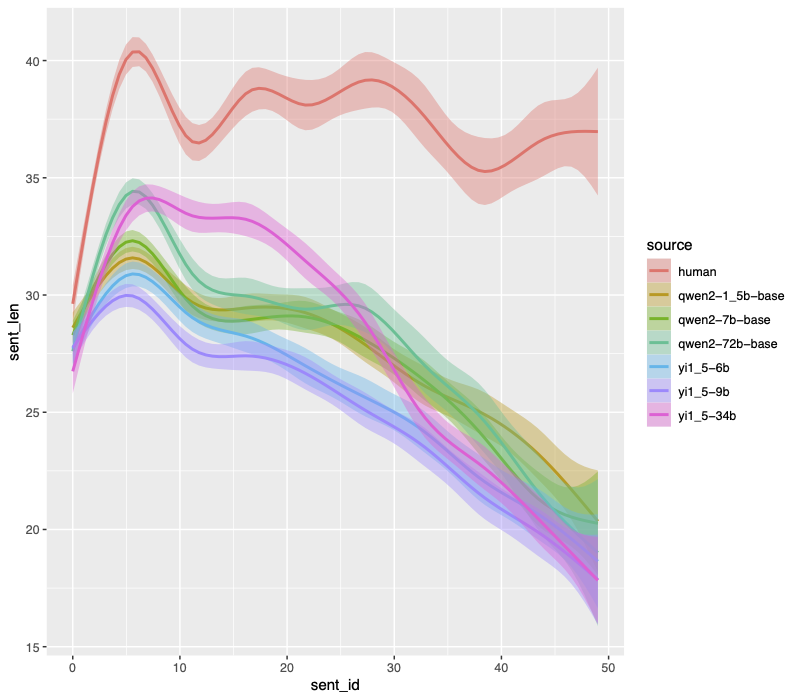 40
35
30
25
20
15
sent_len
0 10 20 30 40 50
sent_id
source
human
qwen2-1_5b-base
qwen2-7b-base
qwen2-72b-base
yi1_5-6b
yi1_5-9b
yi1_5-34b